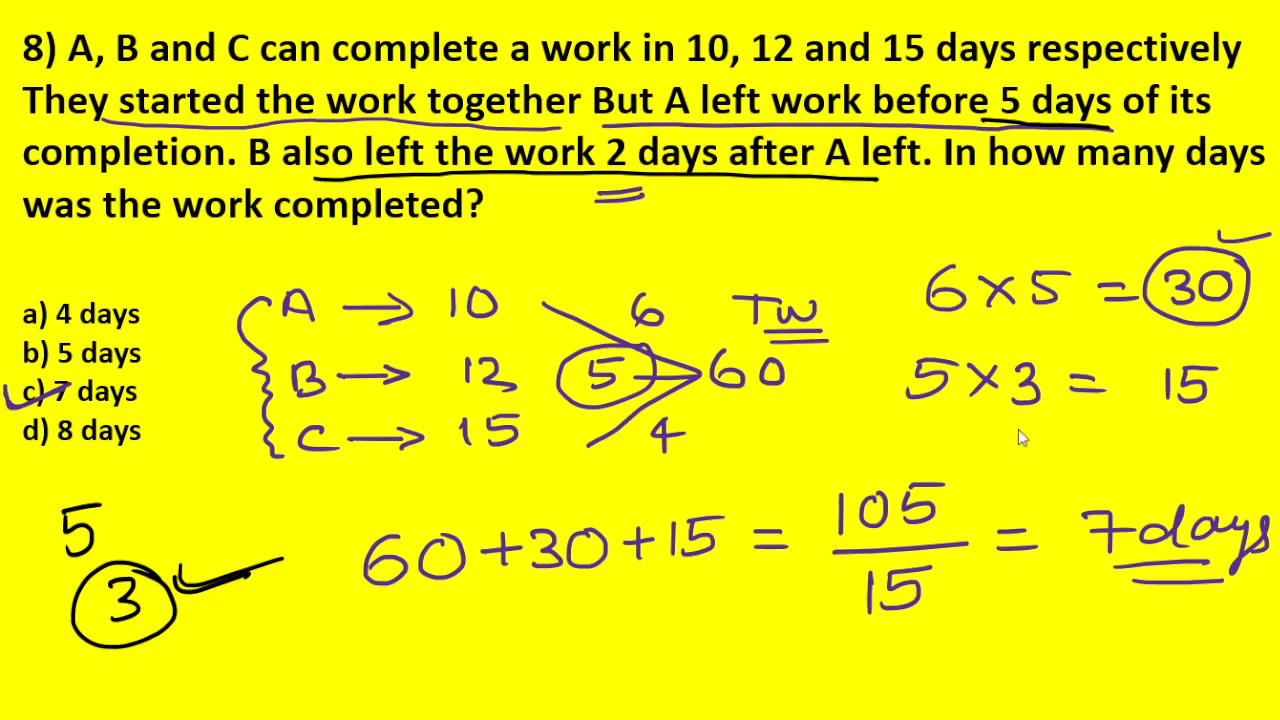 8) A, B and C can complete a work in 10, 12 and 15 days respectively
They started the work together But A left work before 5 days of its
completion. B also left the work 2 days after A left. In how many days
was the work completed?
a) 4 days
b) 5 days
c) 7 days
d) 8 days
A → 10 6 TW
B → 12 5 60
C → 15 4
6 × 5 = 30
5 × 3 = 15
5
3
60 + 30 + 15 = 105/15 = 7 days